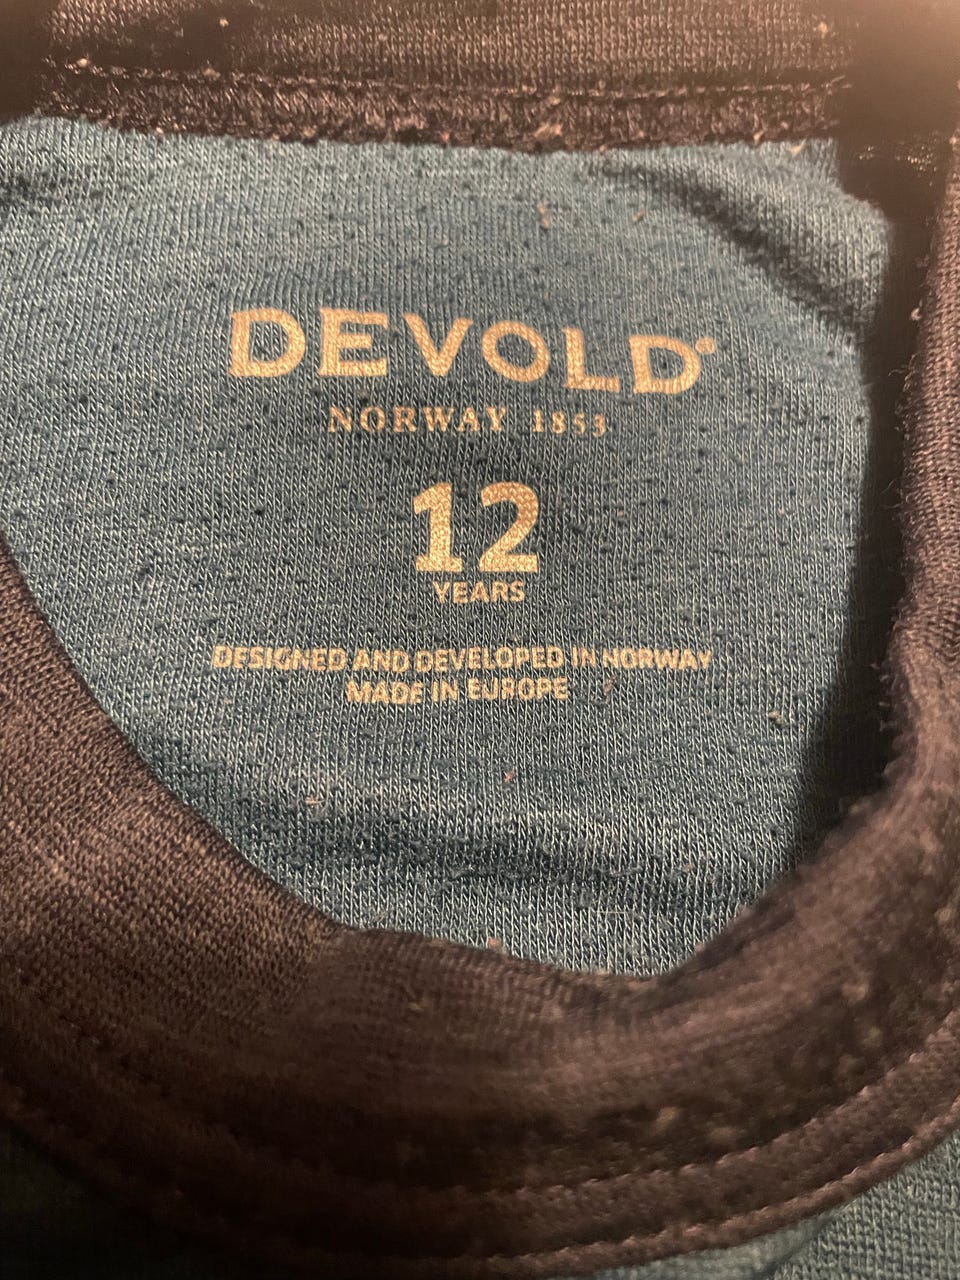 DEVOLD®
NORWAY 1853
12
YEARS
DESIGNED AND DEVELOPED IN NORWAY
MADE IN EUROPE